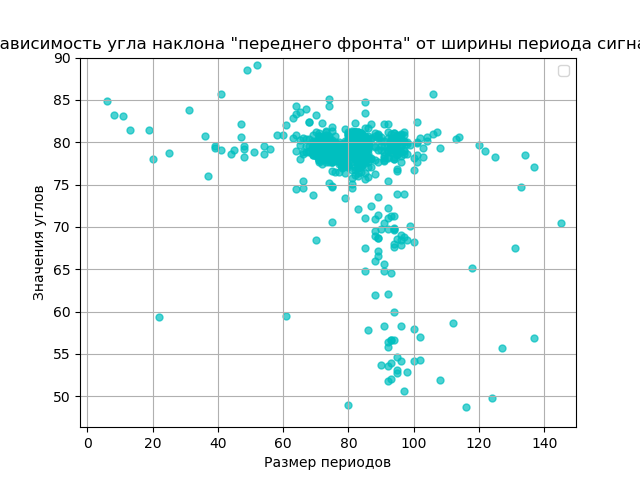 ависимость угла наклона "переднего фронта" от ширины периода сигна
90
85
80
75
70
65
60
55
50
Значения углов
0 20 40 60 80 100 120 140
Размер периодов